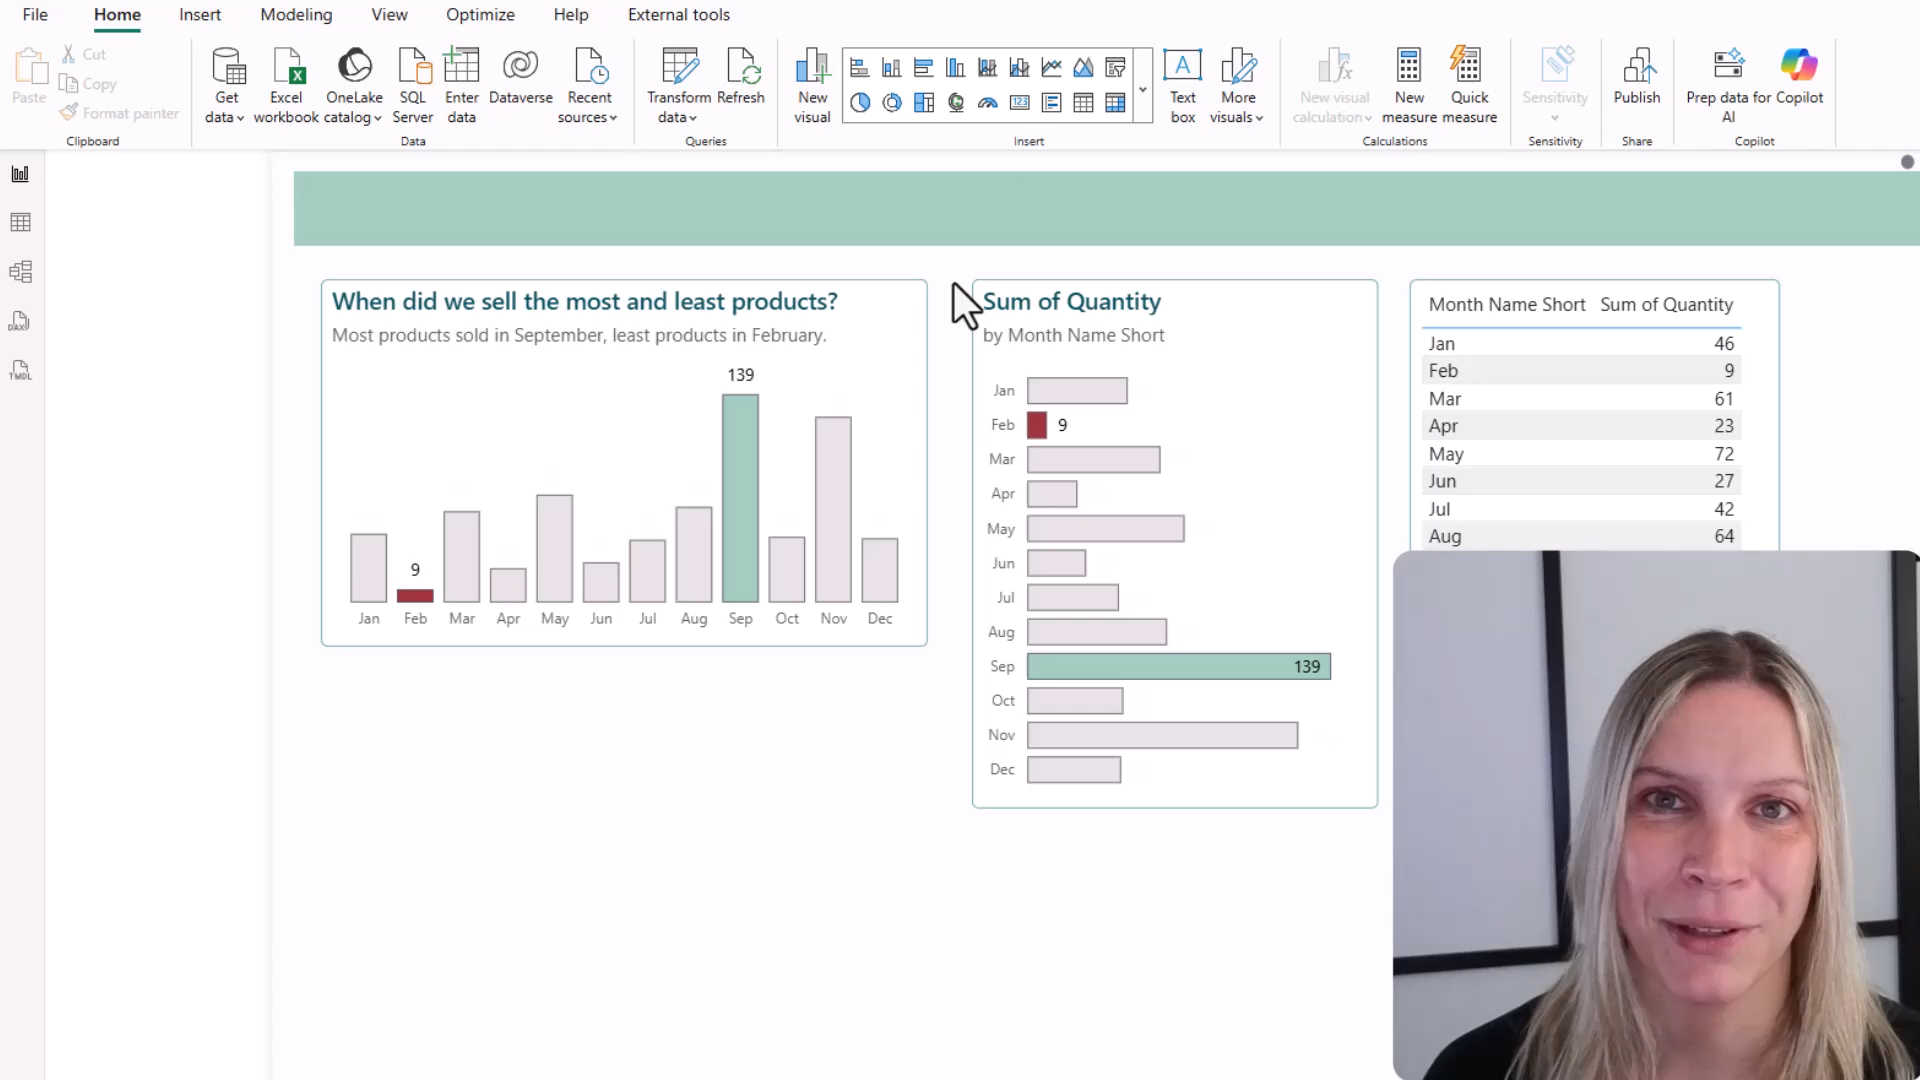 File Home Insert Modeling View Optimize Help External tools
Paste
Cut
Copy
Format painter
Clipboard
Get data
Excel workbook
OneLake catalog
SQL Server
Enter data
Dataverse
Recent sources
Data
Transform data
Refresh
Queries
New visual
123
A
Text box
More visuals
Insert
New visual calculation
New measure
Quick measure
Calculations
Sensitivity
Sensitivity
Publish
Share
Prep data for AI
Copilot
Copilot
DAX
TMDL
When did we sell the most and least products?
Most products sold in September, least products in February.
139
9
Jan Feb Mar Apr May Jun Jul Aug Sep Oct Nov Dec
Sum of Quantity
by Month Name Short
Jan
Feb 9
Mar
Apr
May
Jun
Jul
Aug
Sep 139
Oct
Nov
Dec
Month Name Short Sum of Quantity
Jan 46
Feb 9
Mar 61
Apr 23
May 72
Jun 27
Jul 42
Aug 64